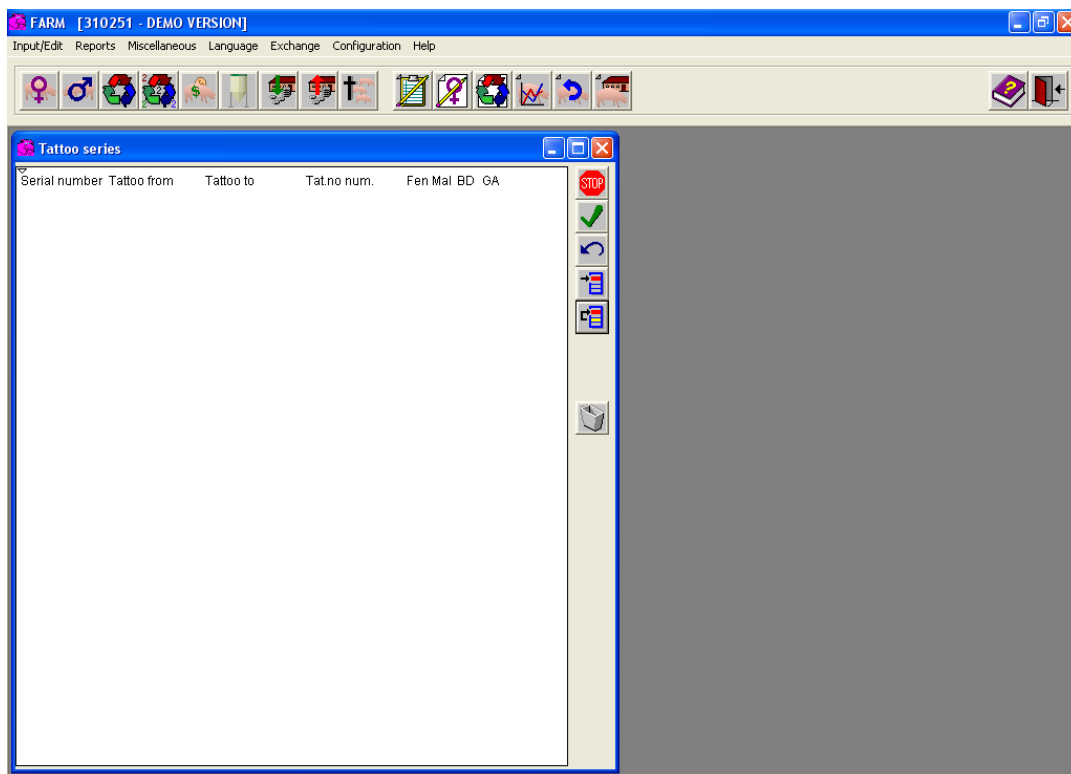 FARM [310251 - DEMO VERSION]
Input/Edit Reports Miscellaneous Language Exchange Configuration Help
Tattoo series
Serial number Tattoo from Tattoo to Tat.no num. Fen Mal BD GA
STOP